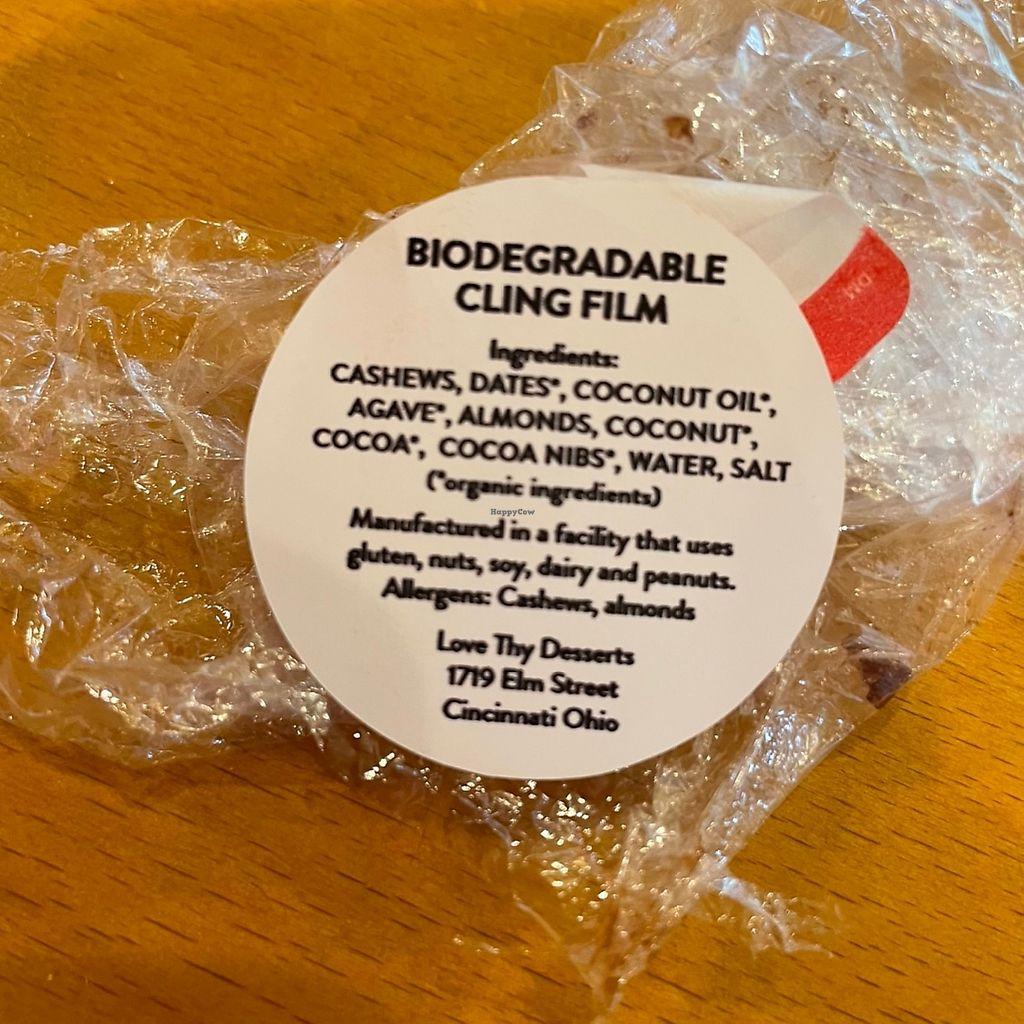 BIODEGRADABLE
CLING FILM
Ingredients:
CASHEWS, DATES*, COCONUT OIL*,
AGAVE*, ALMONDS, COCONUT*,
COCOA*, COCOA NIBS*, WATER, SALT
(*organic ingredients)
HappyCow
Manufactured in a facility that uses
gluten, nuts, soy, dairy and peanuts.
Allergens: Cashews, almonds
Love Thy Desserts
1719 Elm Street
Cincinnati Ohio